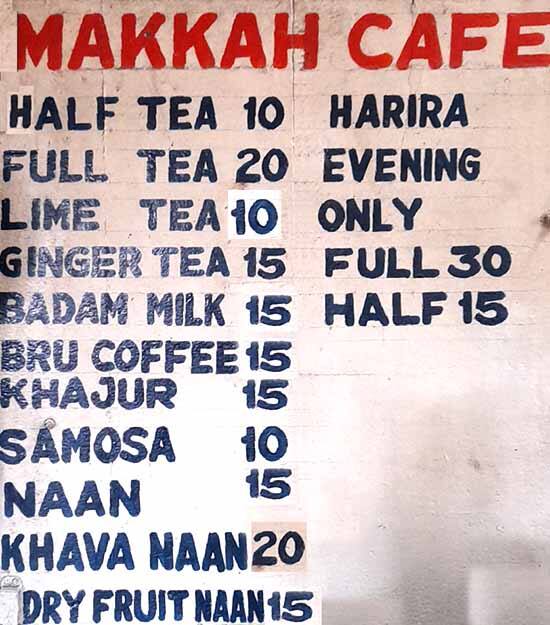 MAKKAH CAFE
HALF TEA 10
FULL TEA 20
LIME TEA 10
GINGER TEA 15
BADAM MILK 15
BRU COFFEE 15
KHAJUR 15
SAMOSA 10
NAAN 15
KHAVA NAAN 20
DRY FRUIT NAAN 15
HARIRA
EVENING
ONLY
FULL 30
HALF 15